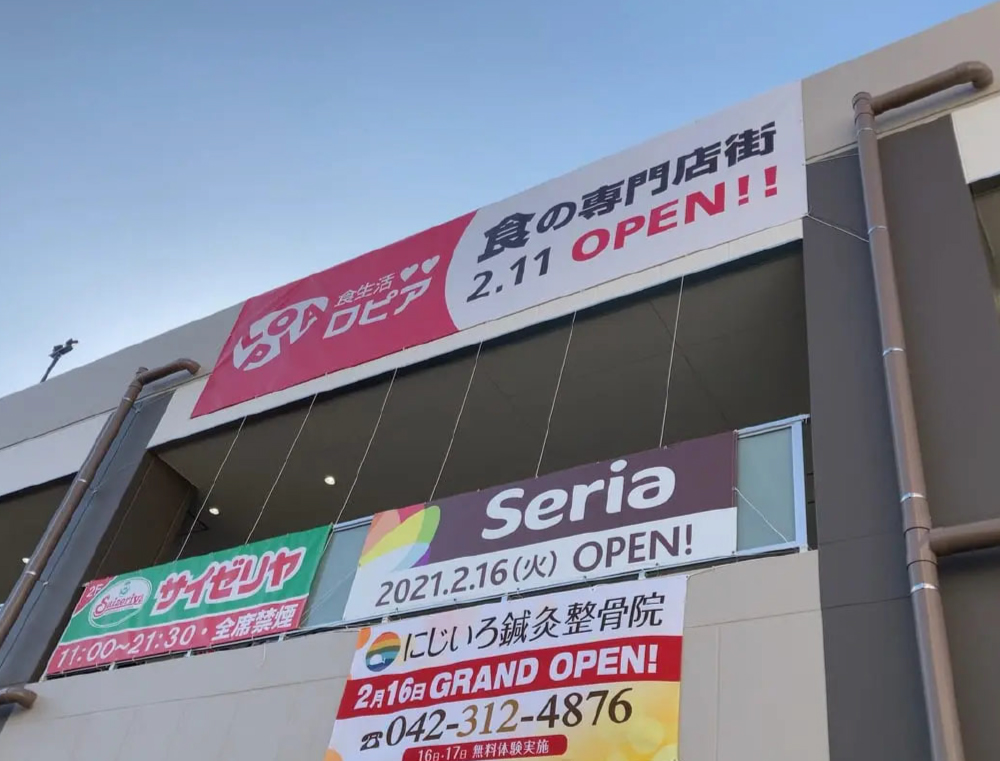 LOPIA
食生活♥♥ロピア
食の専門店街
2.11 OPEN!!
Seria
2021.2.16(火) OPEN!
2F
Saizeriya
サイゼリヤ
11:00~21:30・全席禁煙
にじいろ鍼灸整骨院
2月16日 GRAND OPEN!
☎042-312-4876
16日・17日 無料体験実施